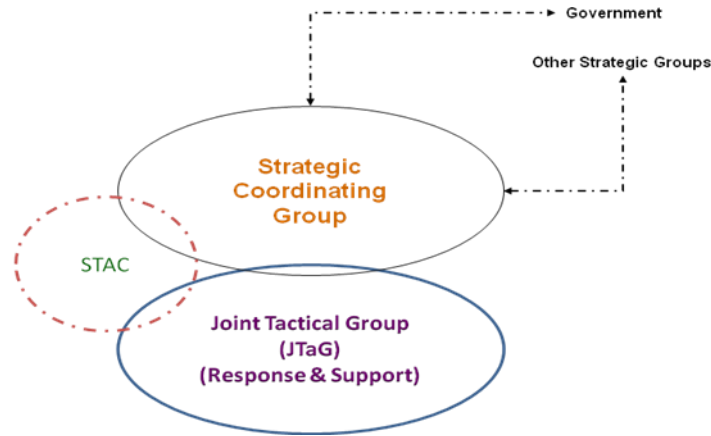 Government
Other Strategic Groups
Strategic
Coordinating
Group
STAC
Joint Tactical Group
(JTaG)
(Response & Support)